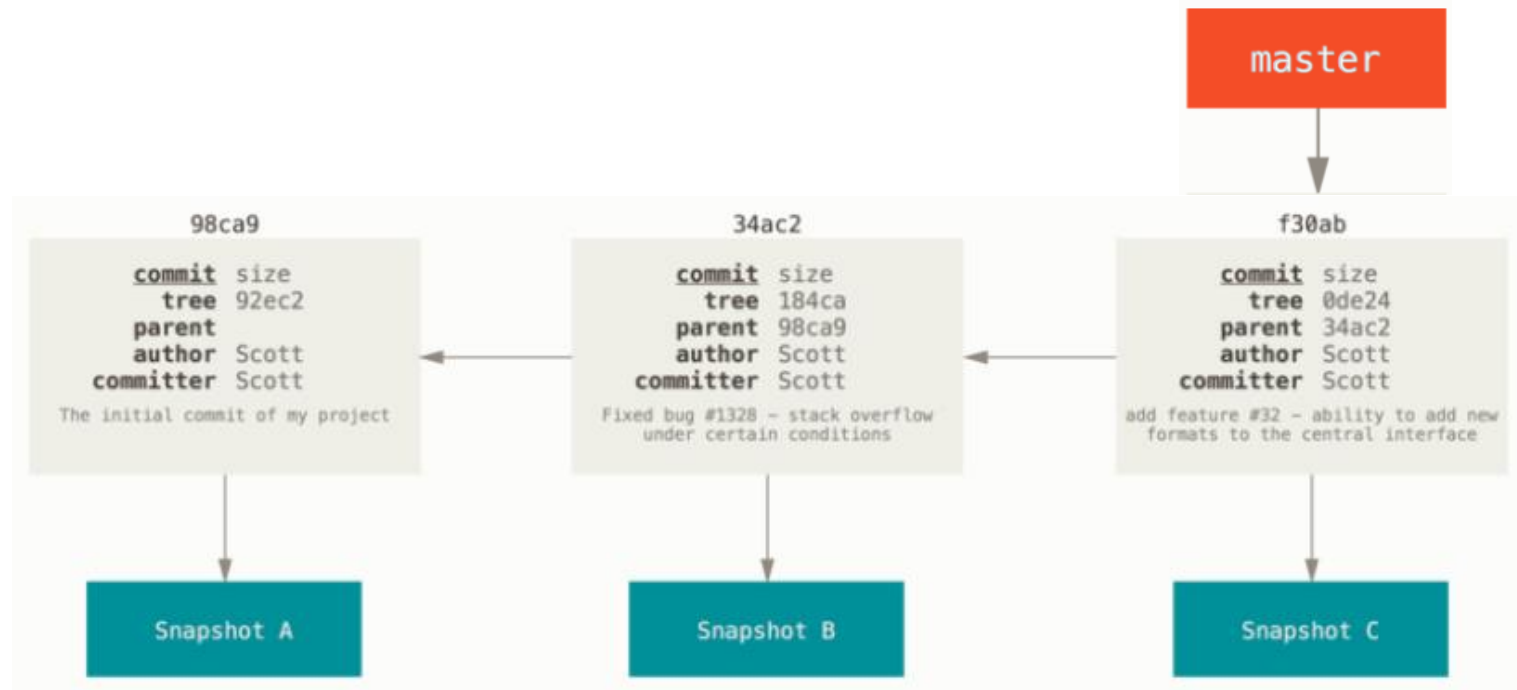 master
98ca9
commit size
tree 92ec2
parent
author Scott
committer Scott
The initial commit of my project
34ac2
commit size
tree 184ca
parent 98ca9
author Scott
committer Scott
Fixed bug #1328 – stack overflow
under certain conditions
f30ab
commit size
tree 0de24
parent 34ac2
author Scott
committer Scott
add feature #32 – ability to add new
formats to the central interface
Snapshot A
Snapshot B
Snapshot C